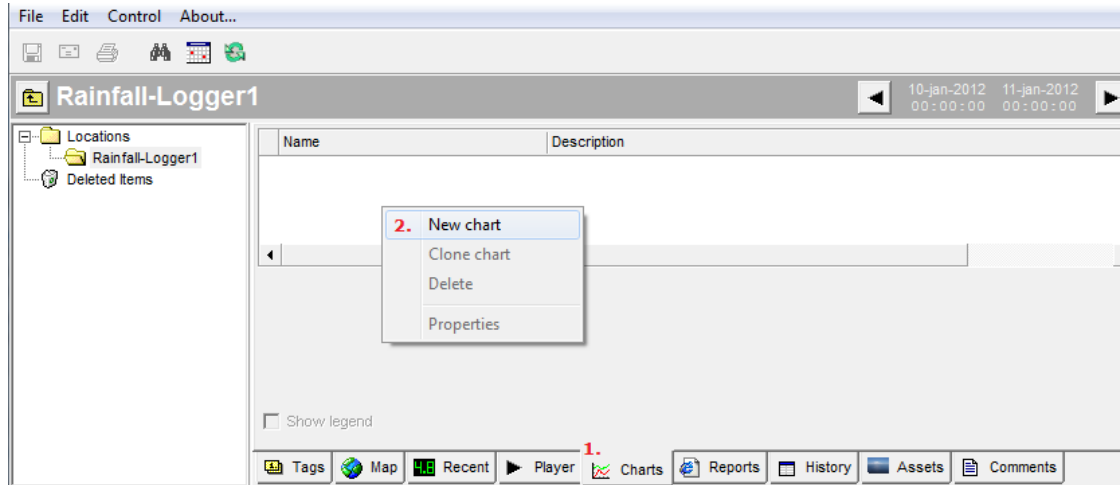 File Edit Control About...
Rainfall-Logger1
10-jan-2012 11-jan-2012
00:00:00 00:00:00
Locations
Rainfall-Logger1
Deleted Items
Name Description
2. New chart
Clone chart
Delete
Properties
Show legend
1.
Tags Map 4.8 Recent Player Charts Reports History Assets Comments